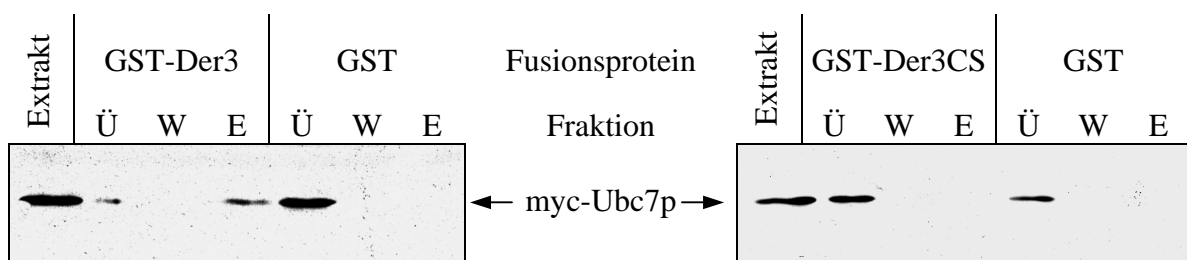 Extrakt GST-Der3 GST Fusionsprotein Extrakt GST-Der3CS GST
Ü W E Ü W E Fraktion Ü W E Ü W E
myc-Ubc7p